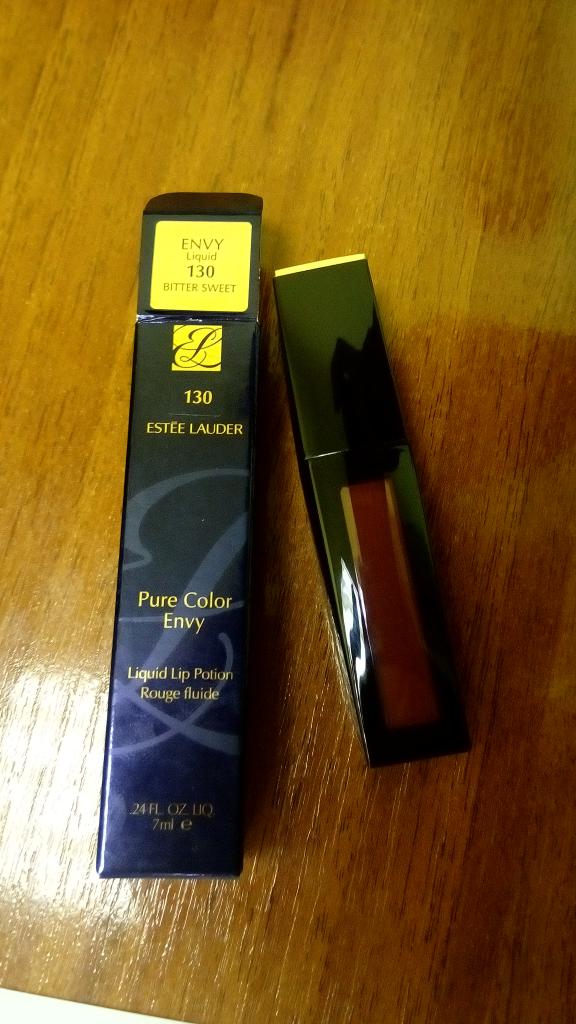 ENVY
Liquid
130
BITTER SWEET
130
ESTĒE LAUDER
Pure Color
Envy
Liquid Lip Potion
Rouge fluide
.24 FL. OZ. LIQ.
7ml e